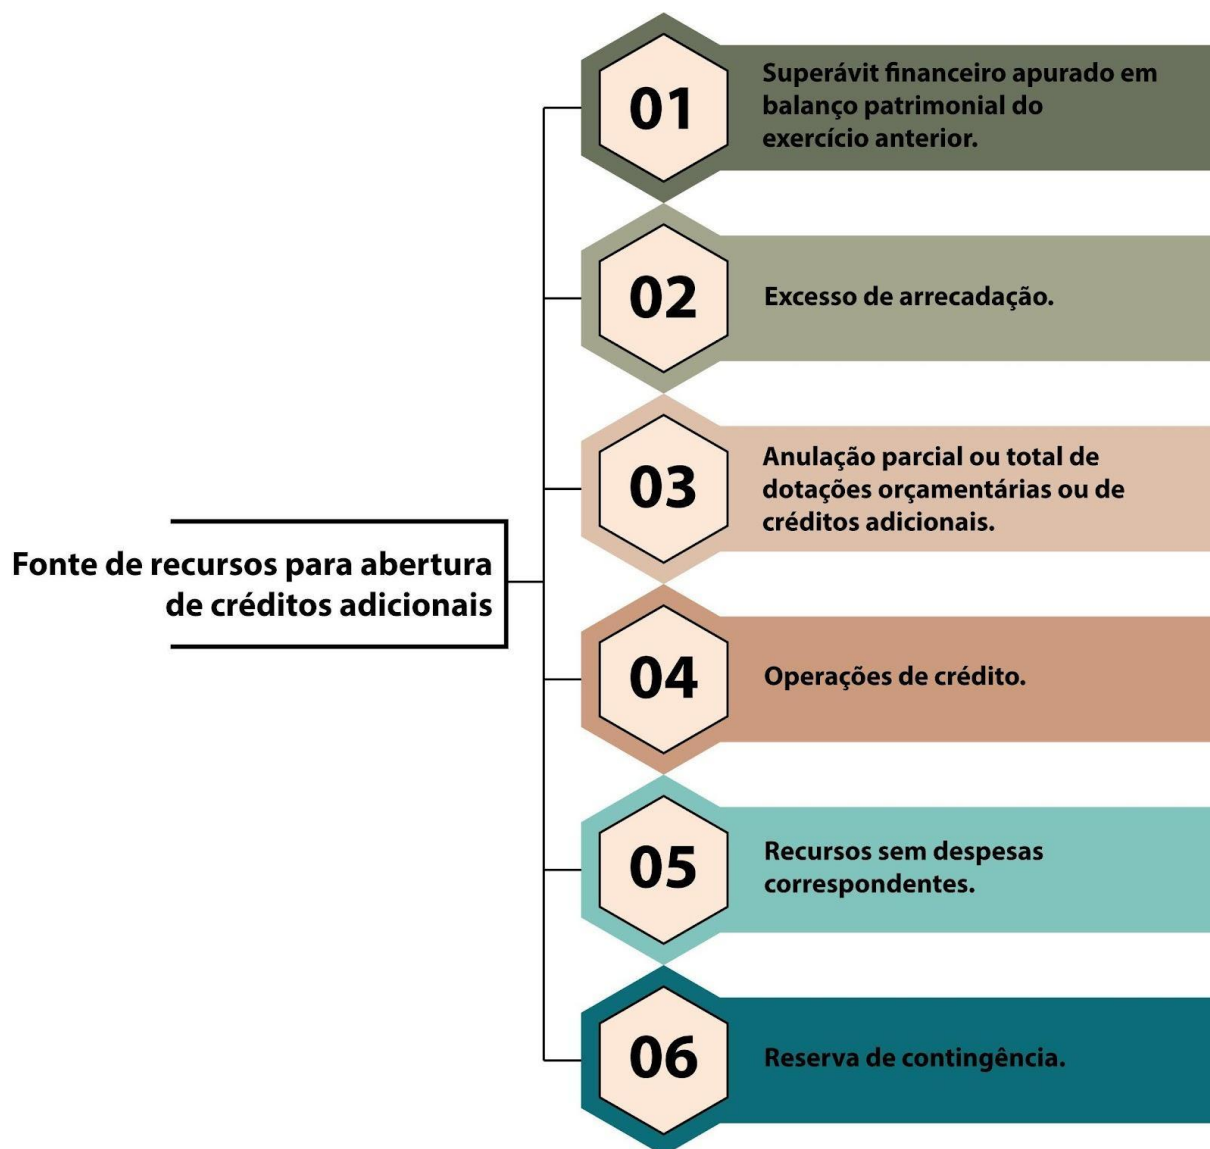 Fonte de recursos para abertura
de créditos adicionais
01
Superávit financeiro apurado em
balanço patrimonial do
exercício anterior.
02
Excesso de arrecadação.
03
Anulação parcial ou total de
dotações orçamentárias ou de
créditos adicionais.
04
Operações de crédito.
05
Recursos sem despesas
correspondentes.
06
Reserva de contingência.